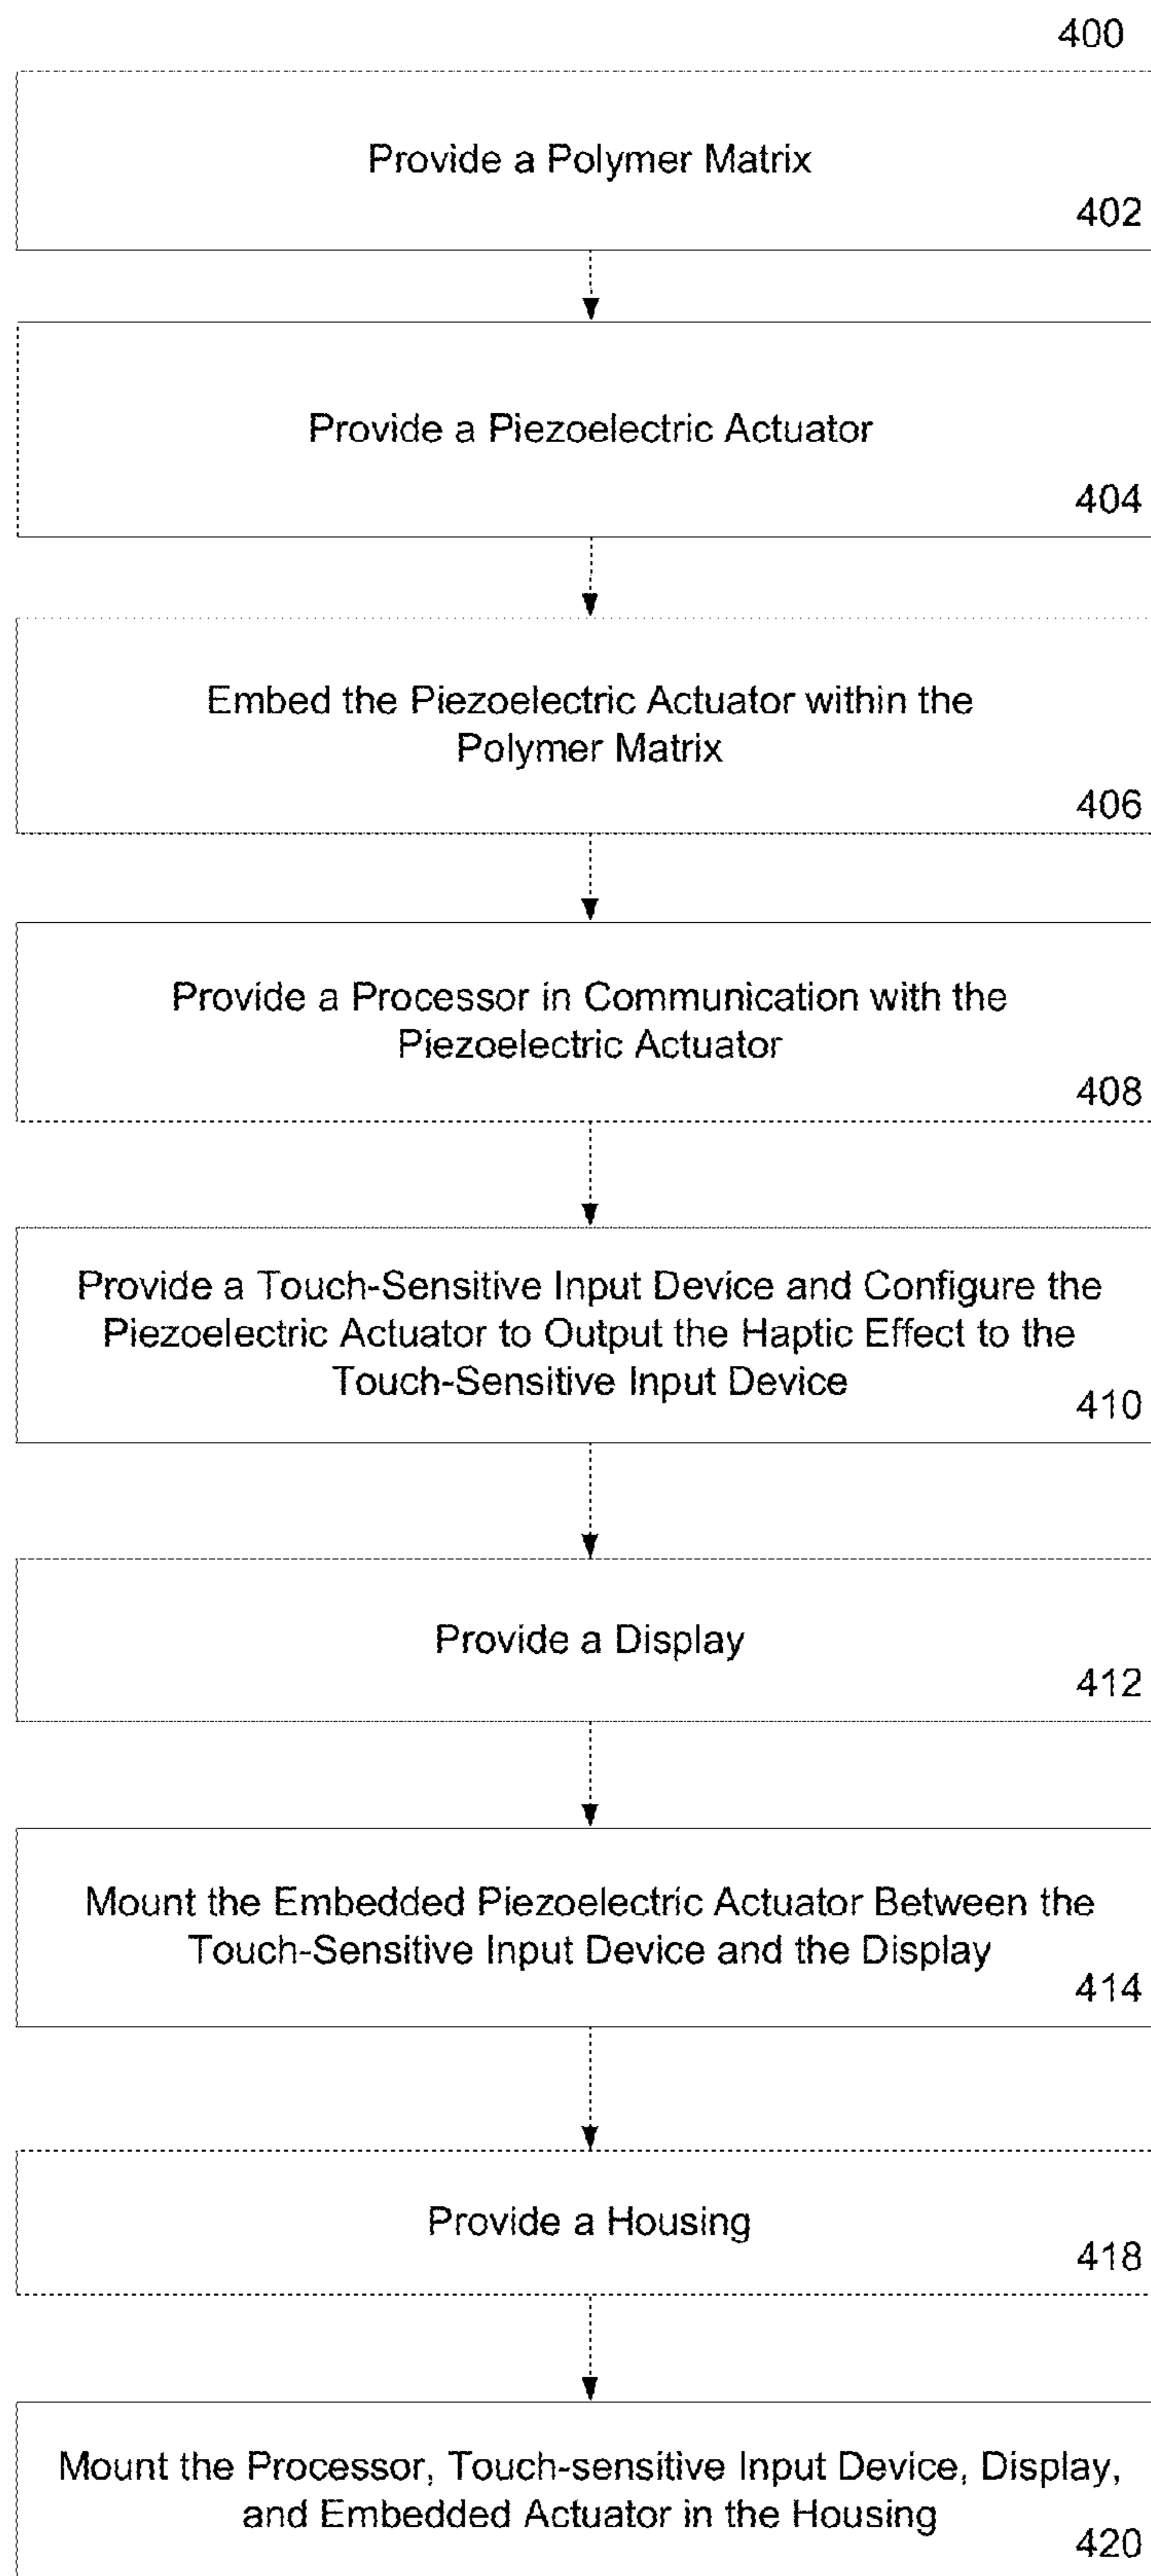 400
Provide a Polymer Matrix
402
Provide a Piezoelectric Actuator
404
Embed the Piezoelectric Actuator within the
Polymer Matrix
406
Provide a Processor in Communication with the
Piezoelectric Actuator
408
Provide a Touch-Sensitive Input Device and Configure the
Piezoelectric Actuator to Output the Haptic Effect to the
Touch-Sensitive Input Device
410
Provide a Display
412
Mount the Embedded Piezoelectric Actuator Between the
Touch-Sensitive Input Device and the Display
414
Provide a Housing
418
Mount the Processor, Touch-sensitive Input Device, Display,
and Embedded Actuator in the Housing
420